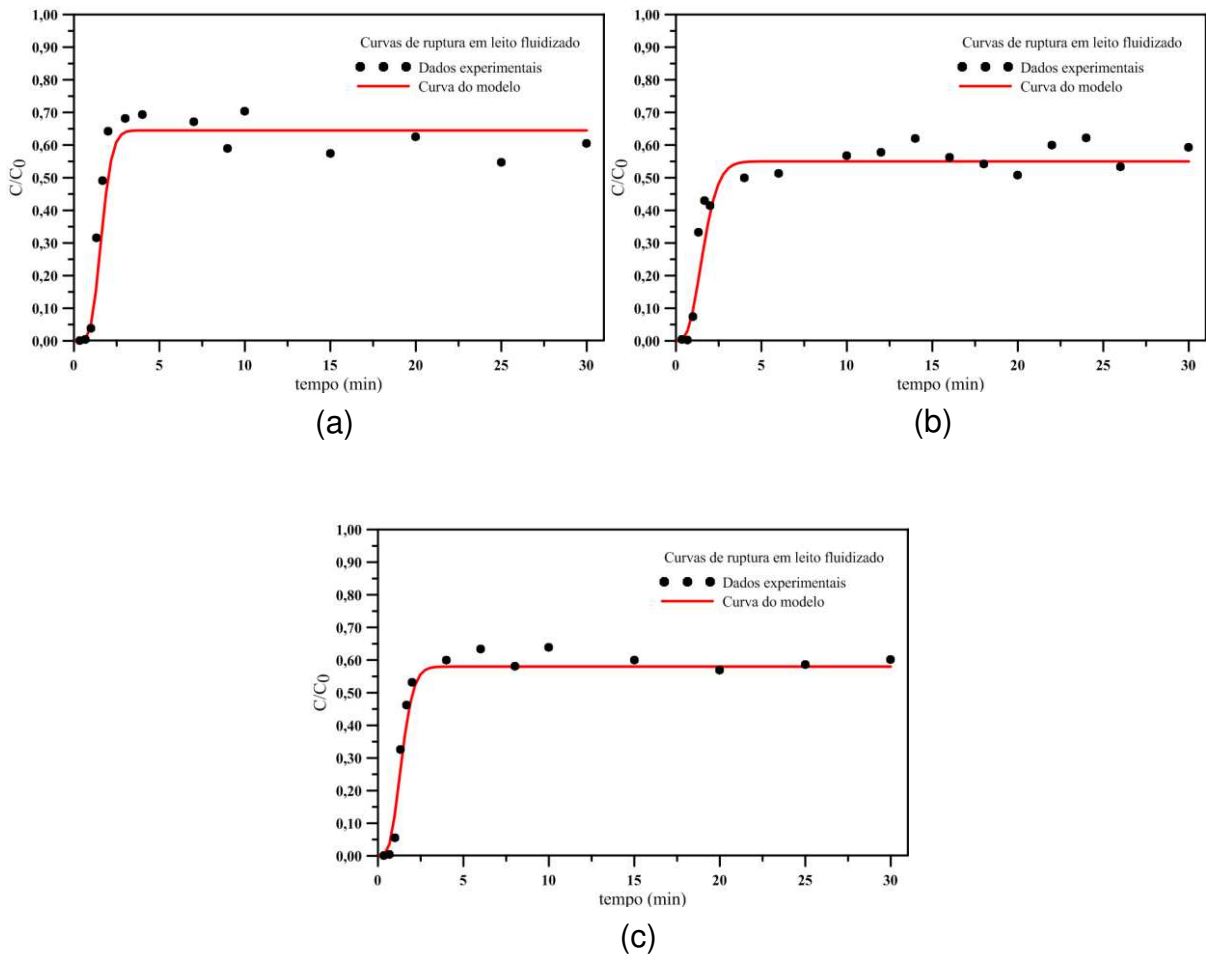 1,00
0,90
0,80
0,70
0,60
0,50
0,40
0,30
0,20
0,10
0,00
C/C0
Curvas de ruptura em leito fluidizado
Dados experimentais
Curva do modelo
0 5 10 15 20 25 30
tempo (min)
(a)
1,00
0,90
0,80
0,70
0,60
0,50
0,40
0,30
0,20
0,10
0,00
C/C0
Curvas de ruptura em leito fluidizado
Dados experimentais
Curva do modelo
0 5 10 15 20 25 30
tempo (min)
(b)
1,00
0,90
0,80
0,70
0,60
0,50
0,40
0,30
0,20
0,10
0,00
C/C0
Curvas de ruptura em leito fluidizado
Dados experimentais
Curva do modelo
0 5 10 15 20 25 30
tempo (min)
(c)